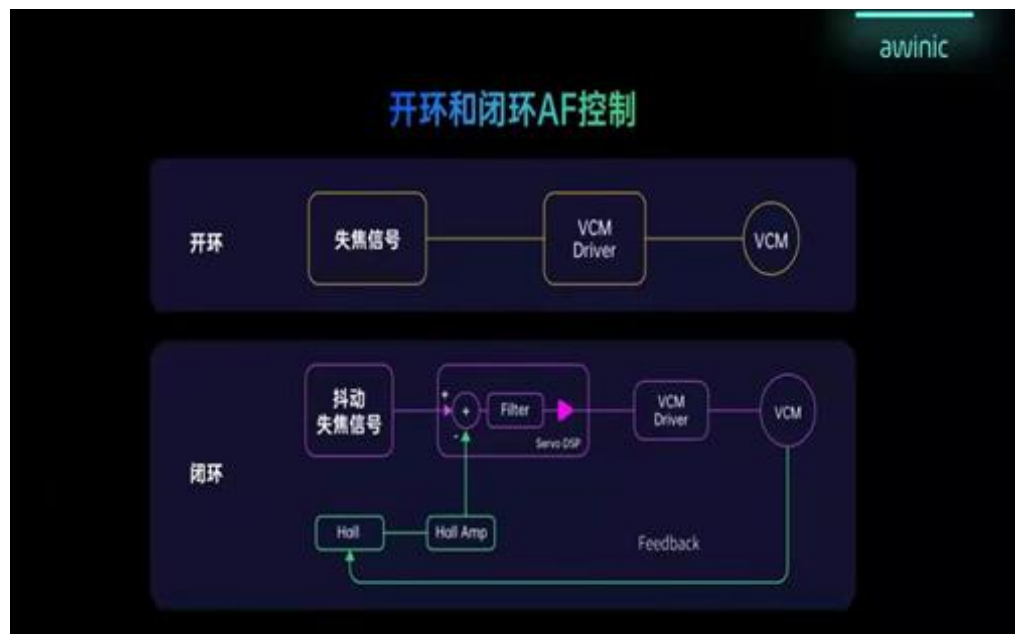 awinic
开环和闭环AF控制
开环
失焦信号
VCM
Driver
VCM
闭环
抖动
失焦信号
+
+
-
Filter
Servo DSP
VCM
Driver
VCM
Hall
Hall Amp
Feedback